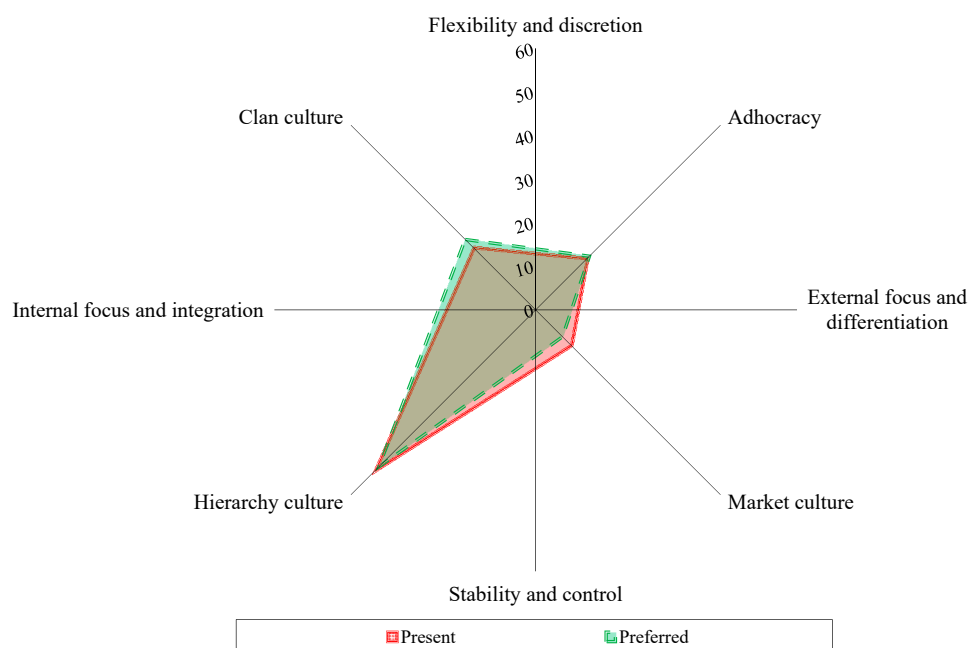 Flexibility and discretion
60
50
Clan culture
Adhocracy
40
30
20
10
Internal focus and integration
0
External focus and
differentiation
Hierarchy culture
Market culture
Stability and control
Present
Preferred